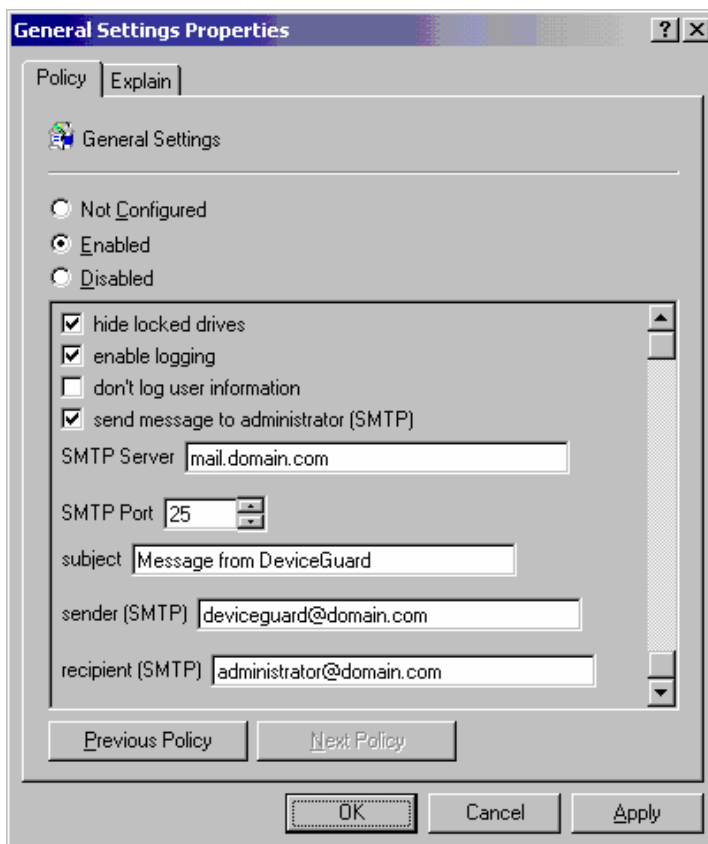 General Settings Properties
Policy
Explain
General Settings
Not Configured
Enabled
Disabled
hide locked drives
enable logging
don't log user information
send message to administrator (SMTP)
SMTP Server mail.domain.com
SMTP Port 25
subject Message from DeviceGuard
sender (SMTP) deviceguard@domain.com
recipient (SMTP) administrator@domain.com
Previous Policy
Next Policy
OK
Cancel
Apply